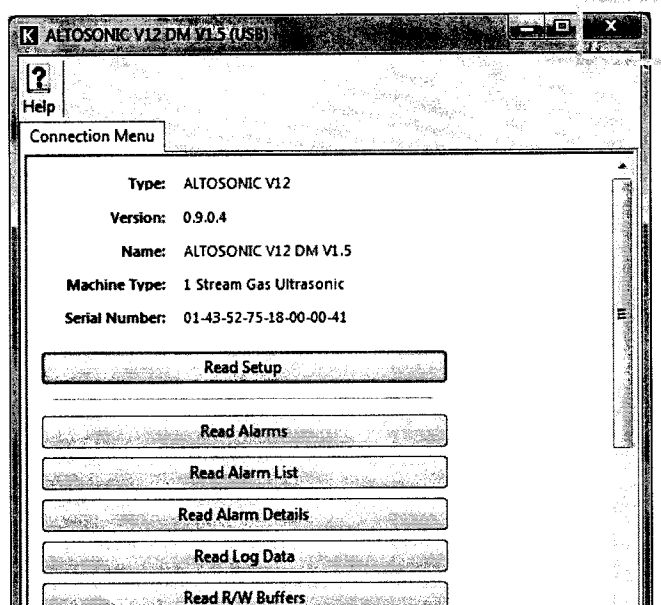 K ALTOSONIC V12 DM V1.5 (USB)
?
Help
Connection Menu
Type: ALTOSONIC V12
Version: 0.9.0.4
Name: ALTOSONIC V12 DM V1.5
Machine Type: 1 Stream Gas Ultrasonic
Serial Number: 01-43-52-75-18-00-00-41
Read Setup
Read Alarms
Read Alarm List
Read Alarm Details
Read Log Data
Read R/W Buffers